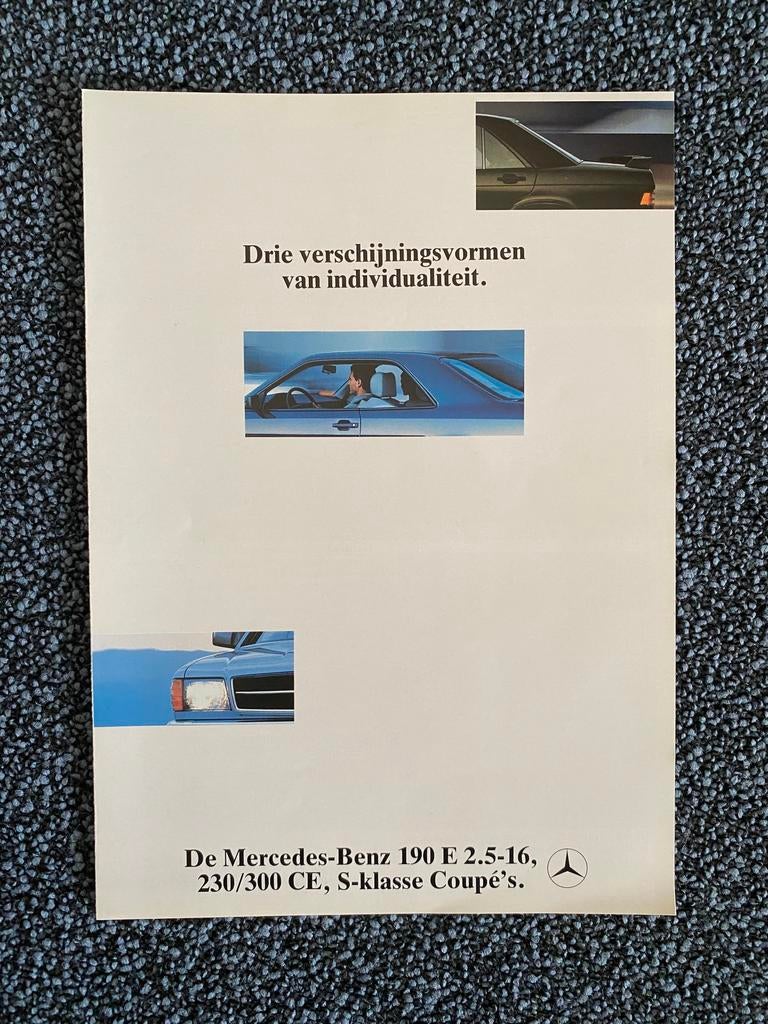 Drie verschijningsvormen
van individualiteit.
De Mercedes-Benz 190 E 2.5-16,
230/300 CE, S-klasse Coupé's.